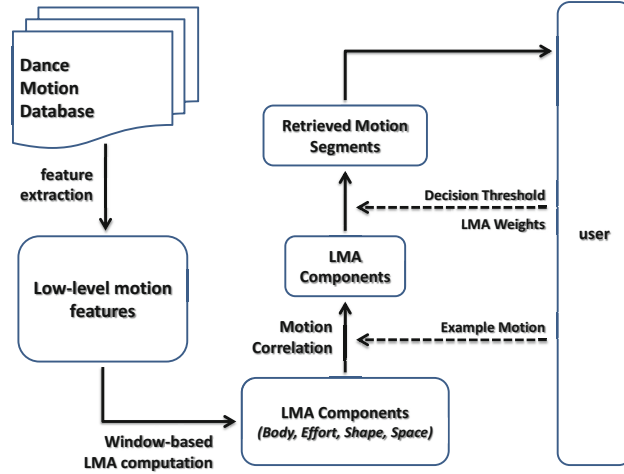 Dance
Motion
Database
feature
extraction
Low-level motion
features
Window-based
LMA computation
LMA Components
(Body, Effort, Shape, Space)
Motion
Correlation
Example Motion
LMA
Components
Decision Threshold
LMA Weights
Retrieved Motion
Segments
user